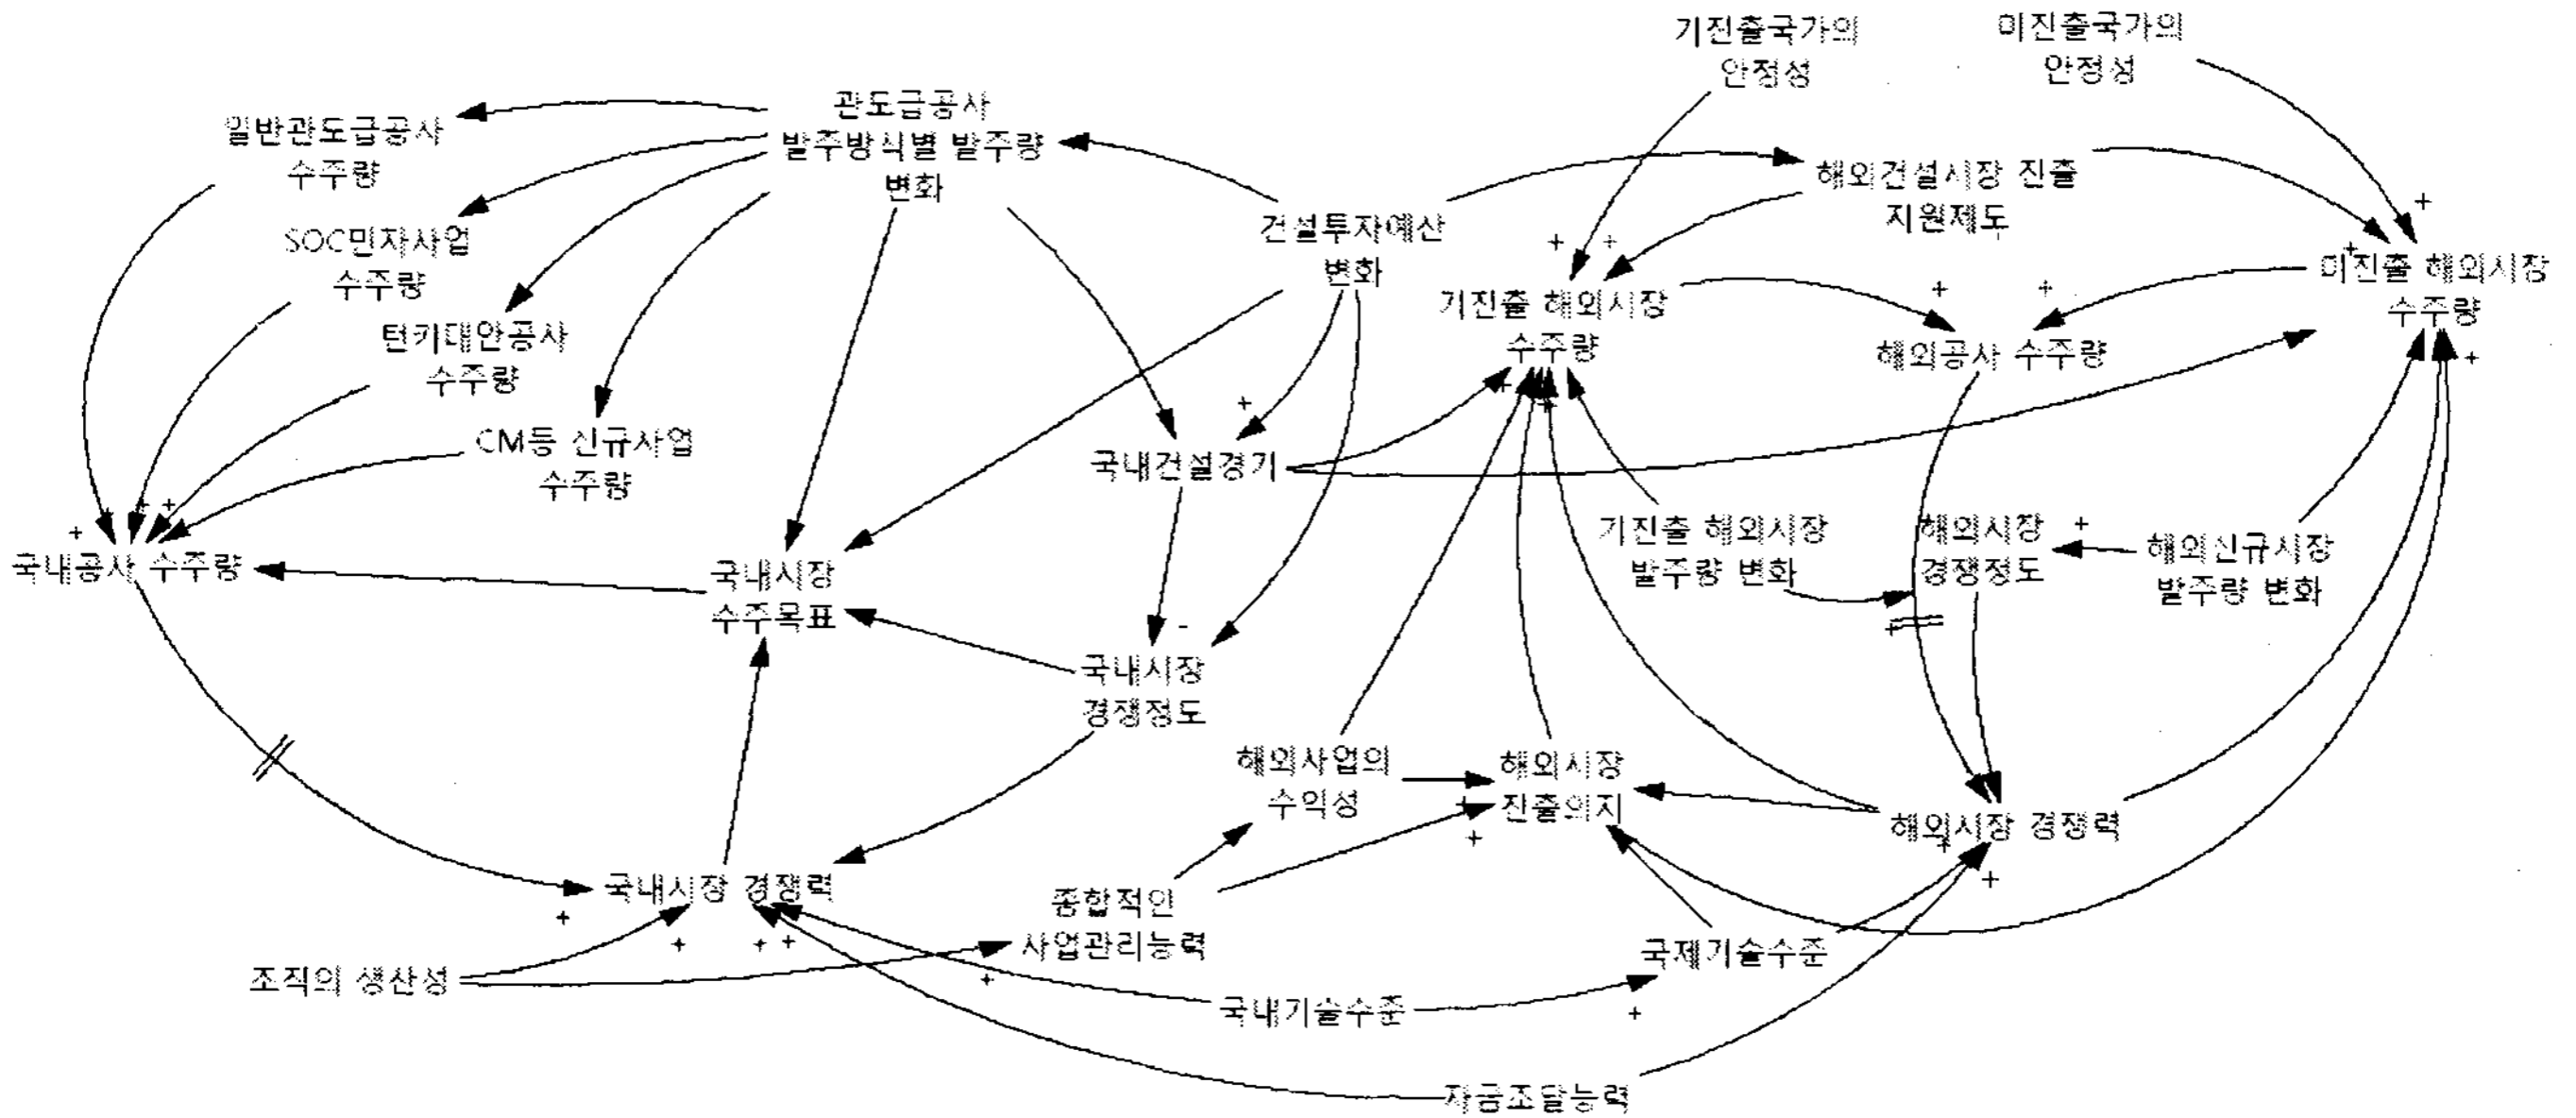 기진출국가의
안정성
미진출국가의
안정성
관도급공사
발주방식별 발주량
변화
일반관도급공사
수주량
해외건설시장 진출
지원제도
건설투자예산
변화
SOC민자사업
수주량
미진출 해외시장
수주량
기진출 해외시장
수주량
턴키대안공사
수주량
해외공사 수주량
CM등 신규사업
수주량
국내건설경기
기진출 해외시장
발주량 변화
해외시장
경쟁정도
해외신규시장
발주량 변화
국내공사 수주량
국내시장
수주목표
국내시장
경쟁정도
해외사업의
수익성
해외시장
진출의지
해외시장 경쟁력
국내시장 경쟁력
종합적인
사업관리능력
국제기술수준
조직의 생산성
국내기술수준
자금조달능력